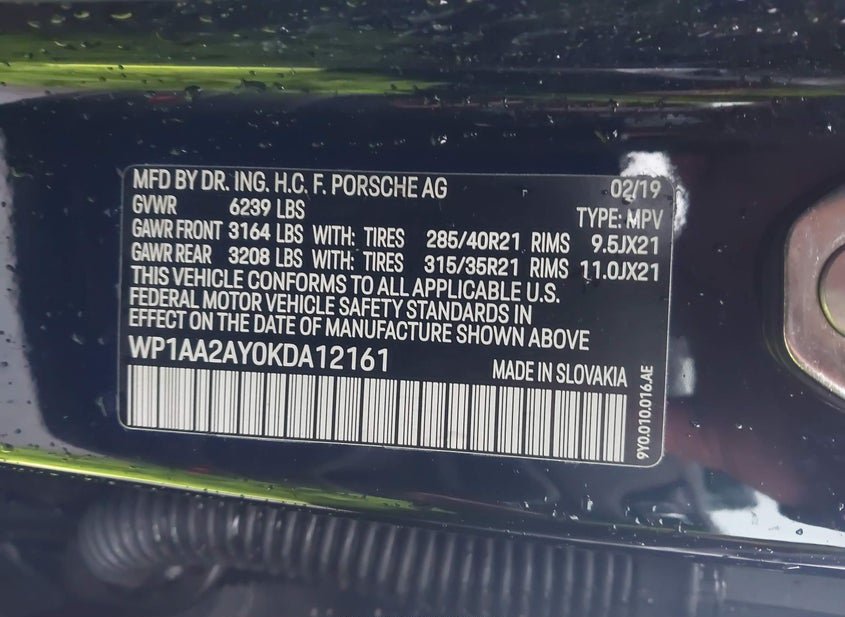 MFD BY DR. ING. H.C. F. PORSCHE AG 02/19
GVWR 6239 LBS TYPE: MPV
GAWR FRONT 3164 LBS WITH: TIRES 285/40R21 RIMS 9.5JX21
GAWR REAR 3208 LBS WITH: TIRES 315/35R21 RIMS 11.0JX21
THIS VEHICLE CONFORMS TO ALL APPLICABLE U.S.
FEDERAL MOTOR VEHICLE SAFETY STANDARDS IN
EFFECT ON THE DATE OF MANUFACTURE SHOWN ABOVE
WP1AA2AY0KDA12161 MADE IN SLOVAKIA
9Y0.010.016.AE